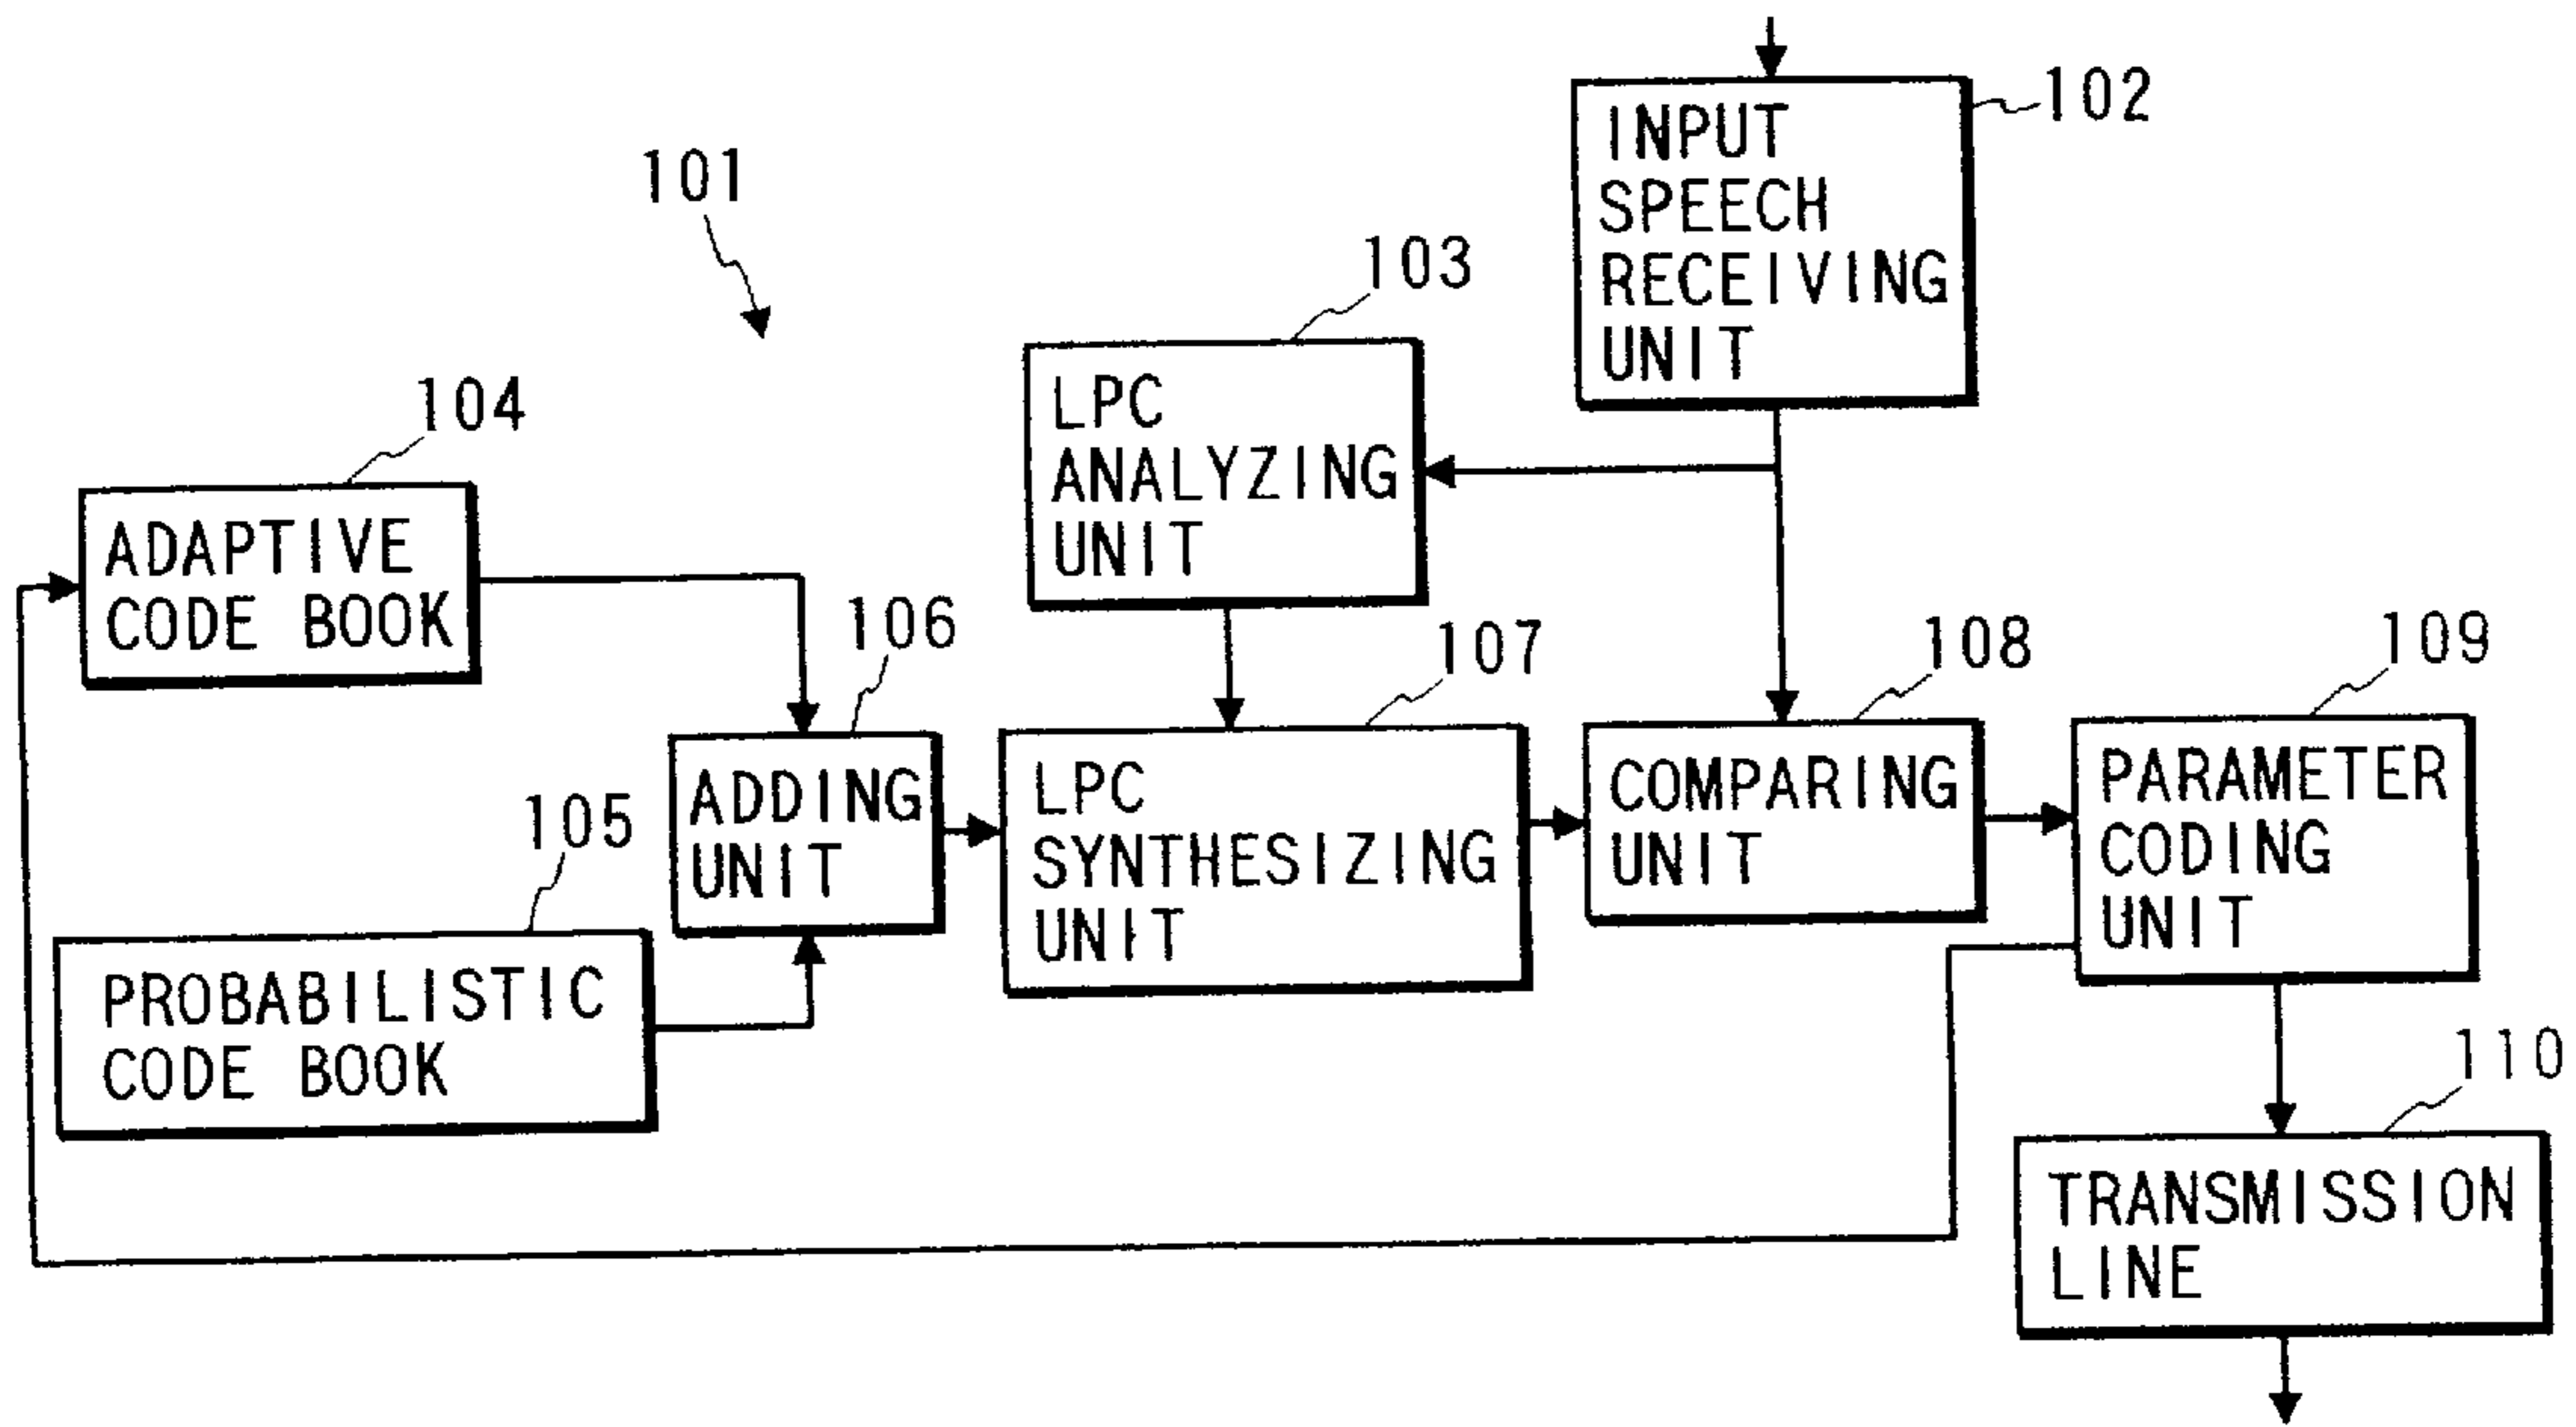 102
INPUT
SPEECH
RECEIVING
UNIT
101
103
LPC
ANALYZING
UNIT
104
ADAPTIVE
CODE BOOK
106
ADDING
UNIT
107
LPC
SYNTHESIZING
UNIT
108
COMPARING
UNIT
109
PARAMETER
CODING
UNIT
105
PROBABILISTIC
CODE BOOK
110
TRANSMISSION
LINE